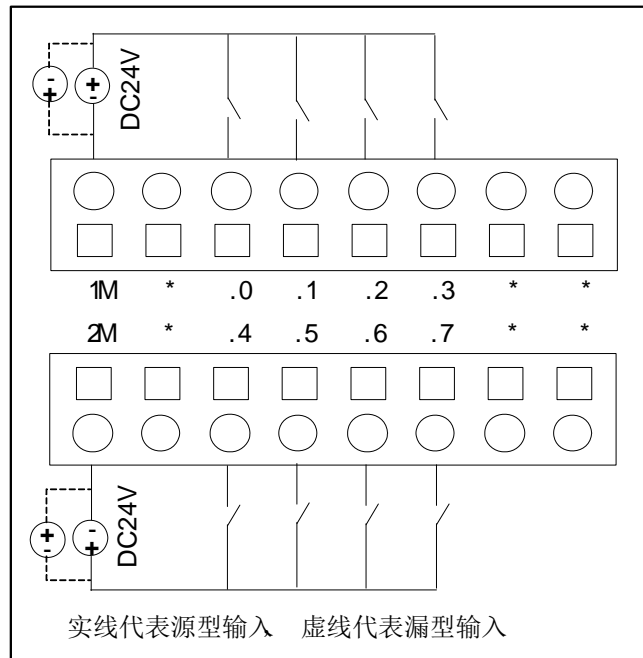 - +
+ -
DC24V
1M * .0 .1 .2 .3 * *
2M * .4 .5 .6 .7 * *
+ -
- +
DC24V
实线代表源型输入 虚线代表漏型输入